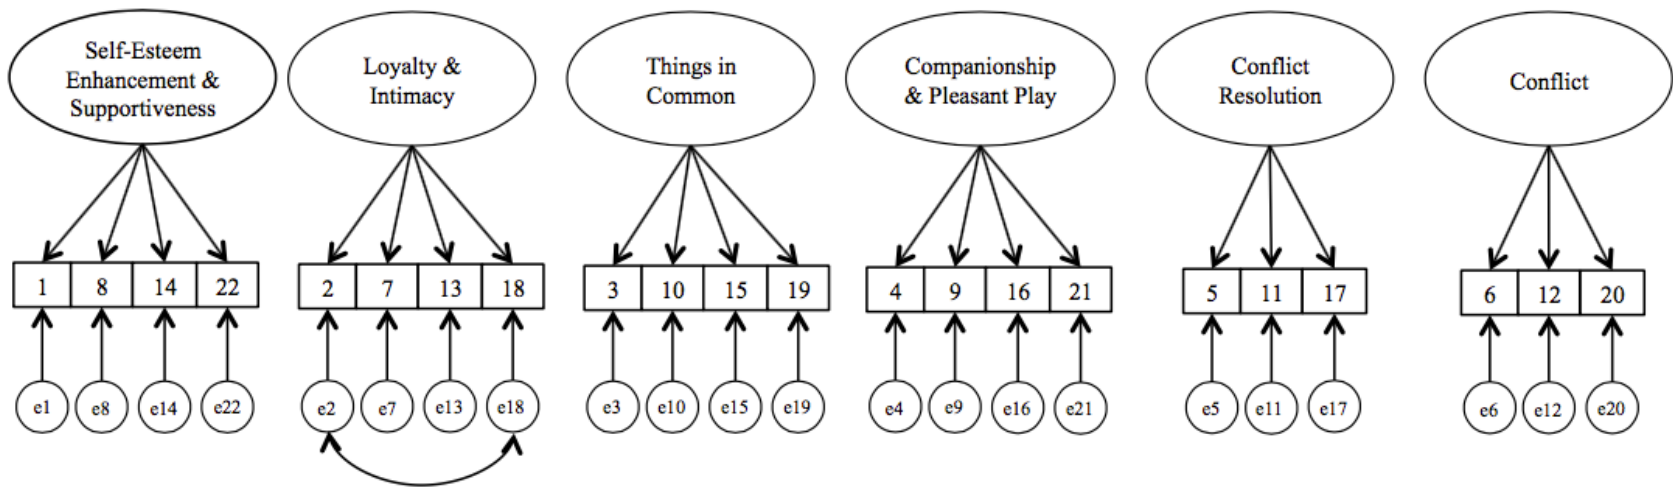 Self-Esteem
Enhancement &
Supportiveness
Loyalty &
Intimacy
Things in
Common
Companionship
& Pleasant Play
Conflict
Resolution
Conflict
1 8 14 22
2 7 13 18
3 10 15 19
4 9 16 21
5 11 17
6 12 20
e1 e8 e14 e22
e2 e7 e13 e18
e3 e10 e15 e19
e4 e9 e16 e21
e5 e11 e17
e6 e12 e20